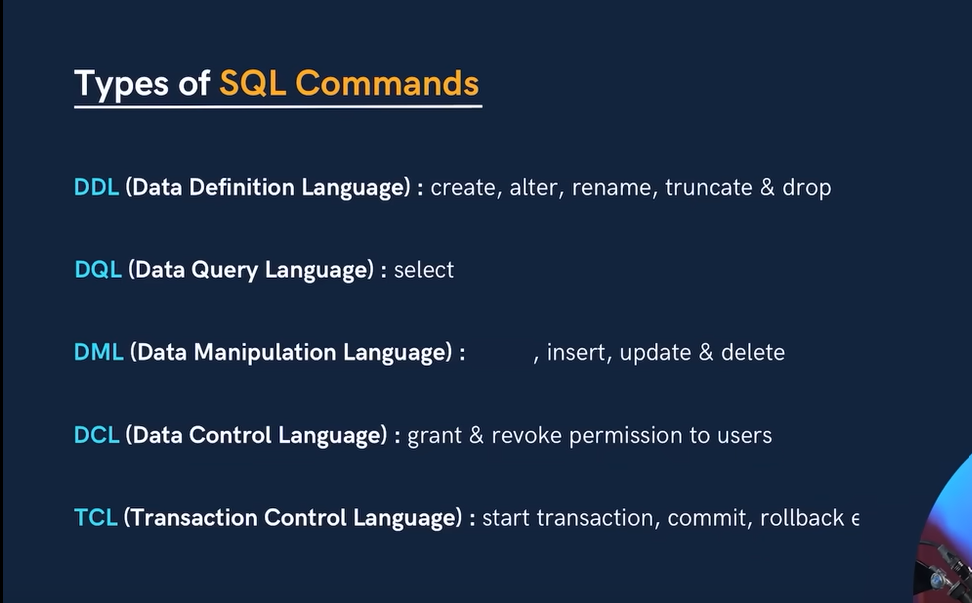 Types of SQL Commands
DDL (Data Definition Language) : create, alter, rename, truncate & drop
DQL (Data Query Language) : select
DML (Data Manipulation Language) : , insert, update & delete
DCL (Data Control Language) : grant & revoke permission to users
TCL (Transaction Control Language) : start transaction, commit, rollback